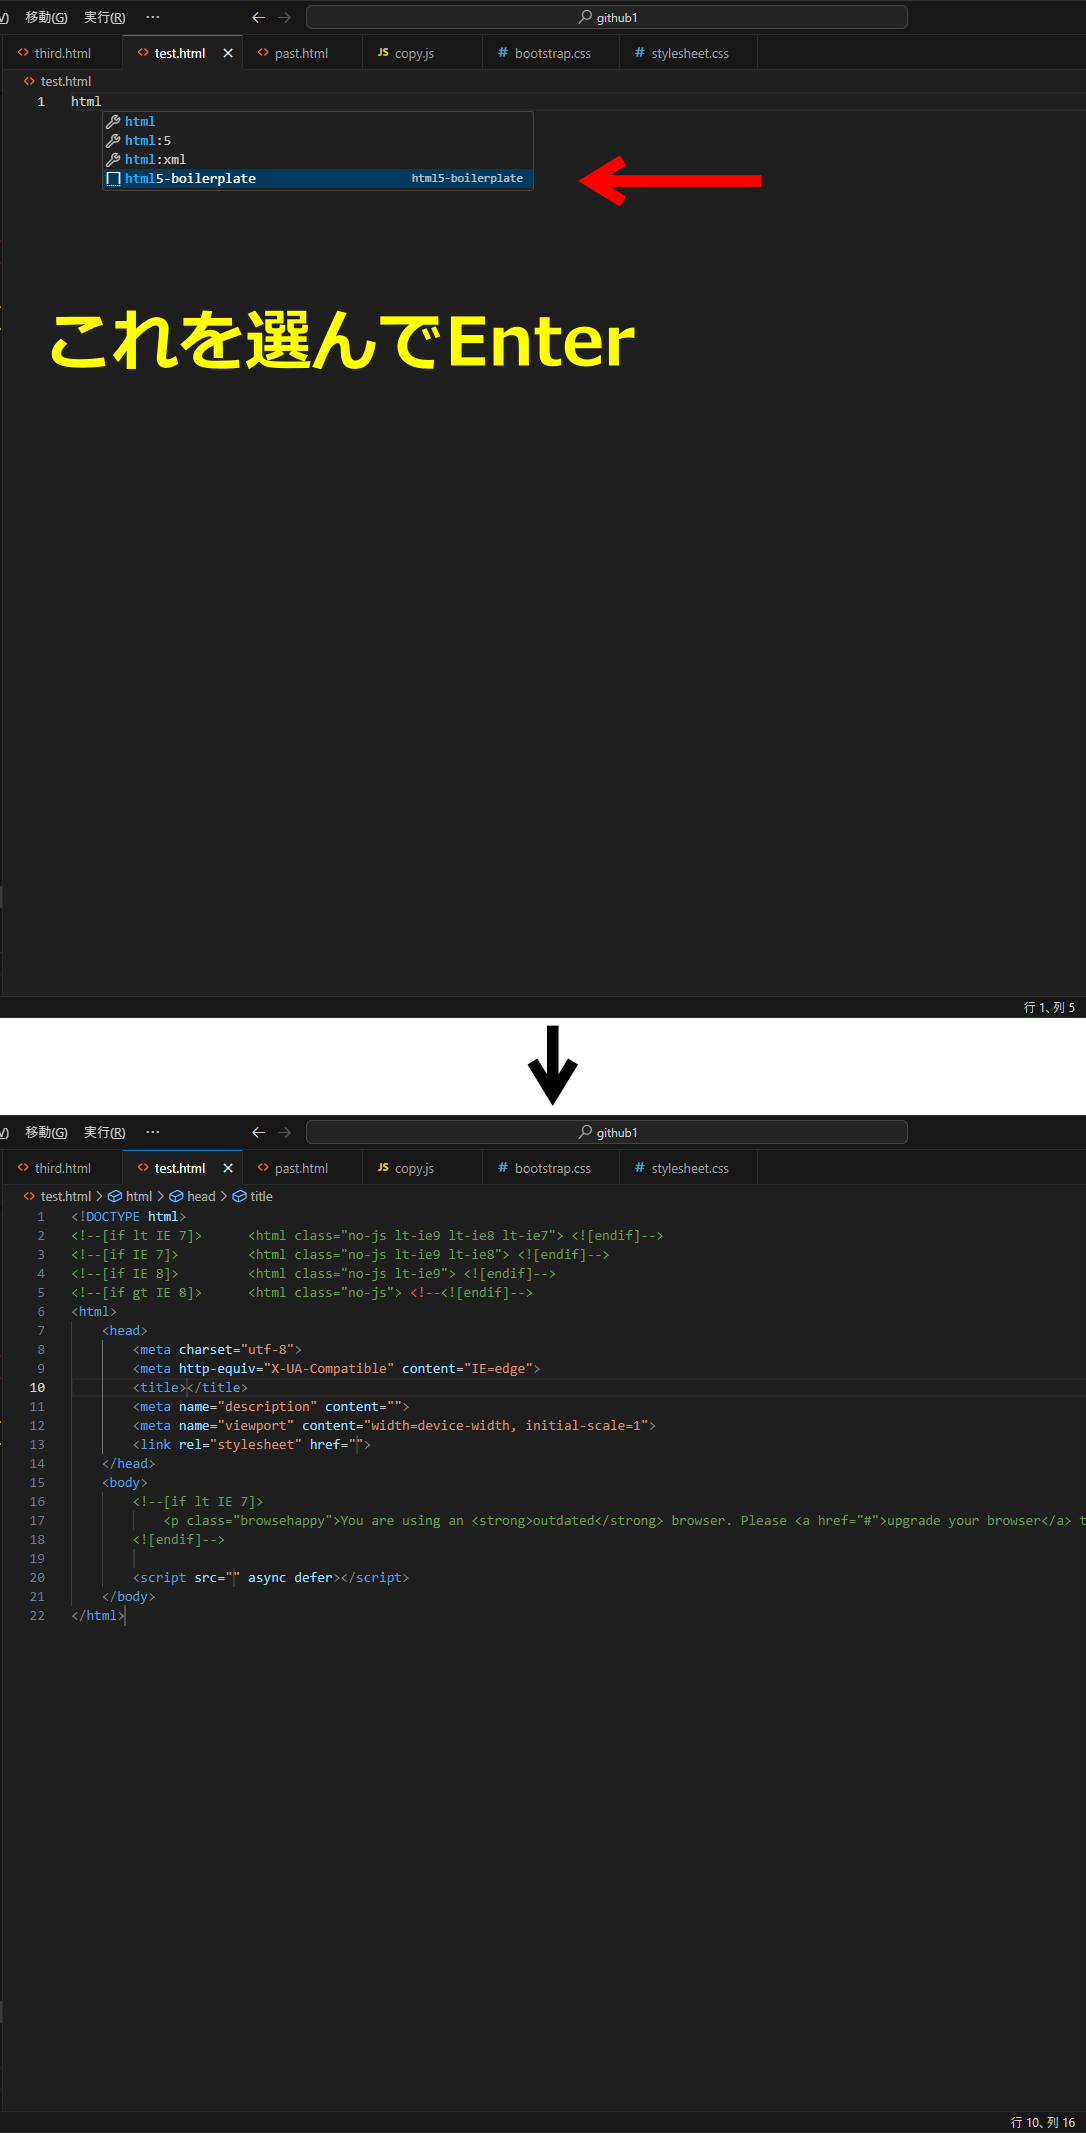 V) 移動(G) 実行(R) ··· ← → github1
third.html test.html × past.html copy.js bootstrap.css stylesheet.css
test.html
1 html
html
html:5
html:xml
html5-boilerplate html5-boilerplate
これを選んでEnter
行 1、列 5
V) 移動(G) 実行(R) ··· ← → github1
third.html test.html × past.html copy.js bootstrap.css stylesheet.css
test.html > html > head > title
1 <!DOCTYPE html>
2 <!--[if lt IE 7]>      <html class="no-js lt-ie9 lt-ie8 lt-ie7"> <![endif]-->
3 <!--[if IE 7]>         <html class="no-js lt-ie9 lt-ie8"> <![endif]-->
4 <!--[if IE 8]>         <html class="no-js lt-ie9"> <![endif]-->
5 <!--[if gt IE 8]>      <html class="no-js"> <!--<![endif]-->
6 <html>
7     <head>
8         <meta charset="utf-8">
9         <meta http-equiv="X-UA-Compatible" content="IE=edge">
10         <title></title>
11         <meta name="description" content="">
12         <meta name="viewport" content="width=device-width, initial-scale=1">
13         <link rel="stylesheet" href="">
14     </head>
15     <body>
16         <!--[if lt IE 7]>
17             <p class="browsehappy">You are using an <strong>outdated</strong> browser. Please <a href="#">upgrade your browser</a> t
18         <![endif]-->
19
20         <script src="" async defer></script>
21     </body>
22 </html>
行 10、列 16